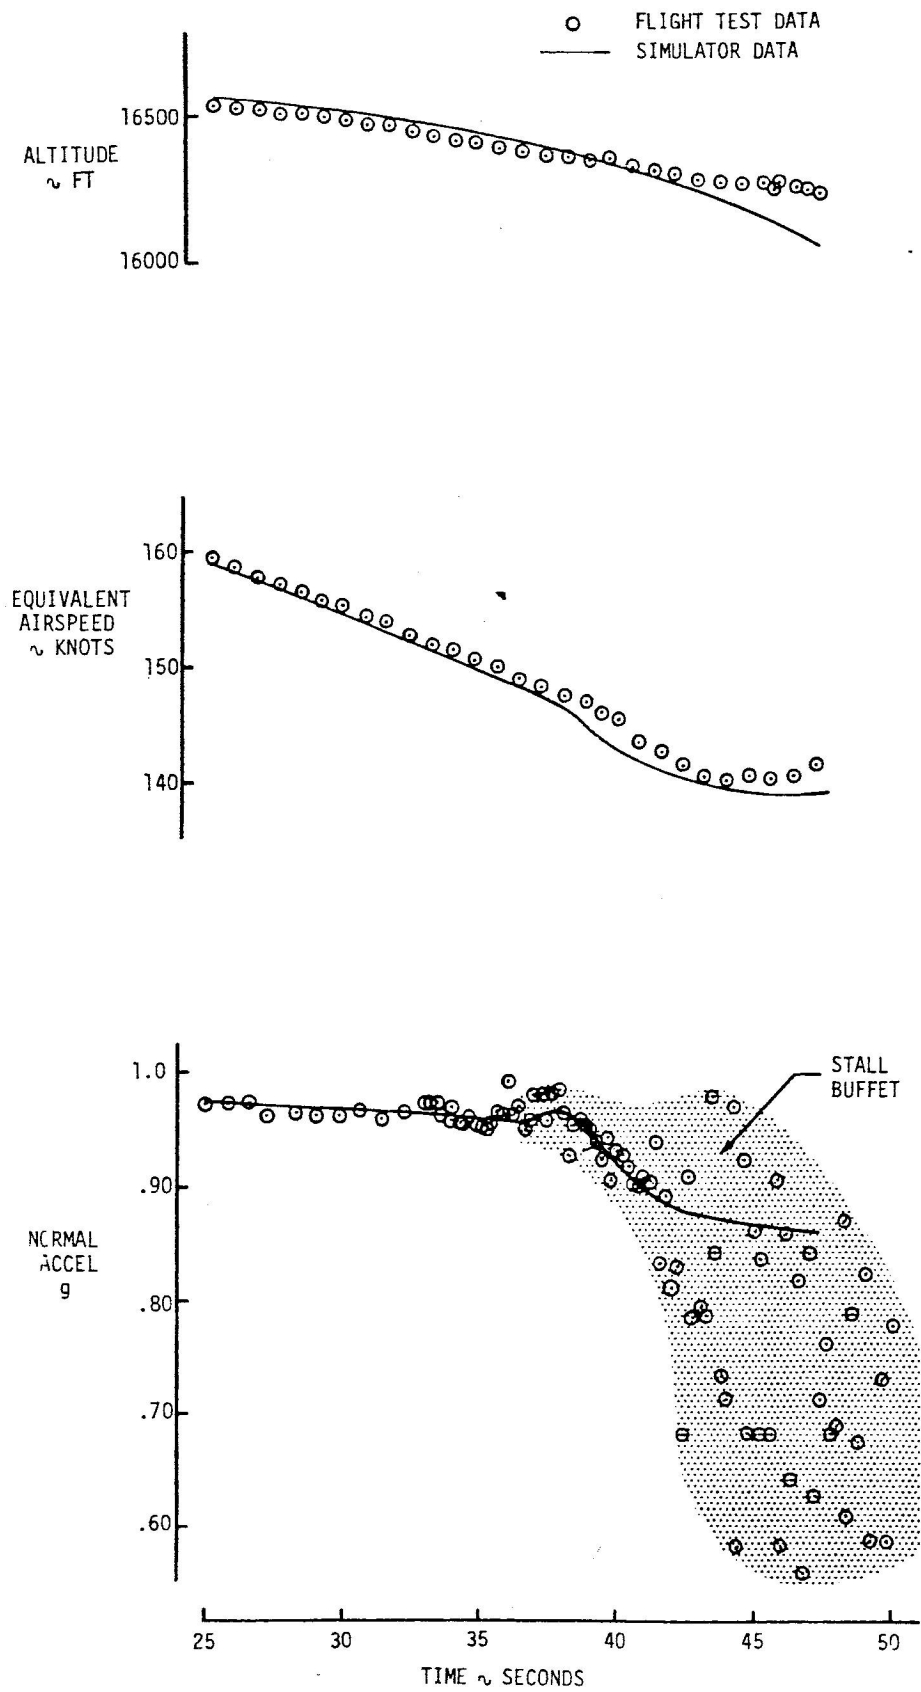 FLIGHT TEST DATA
SIMULATOR DATA
ALTITUDE
~ FT
16500
16000
EQUIVALENT
AIRSPEED
~ KNOTS
160
150
140
STALL
BUFFET
NORMAL
ACCEL
g
1.0
.90
.80
.70
.60
25 30 35 40 45 50
TIME ~ SECONDS